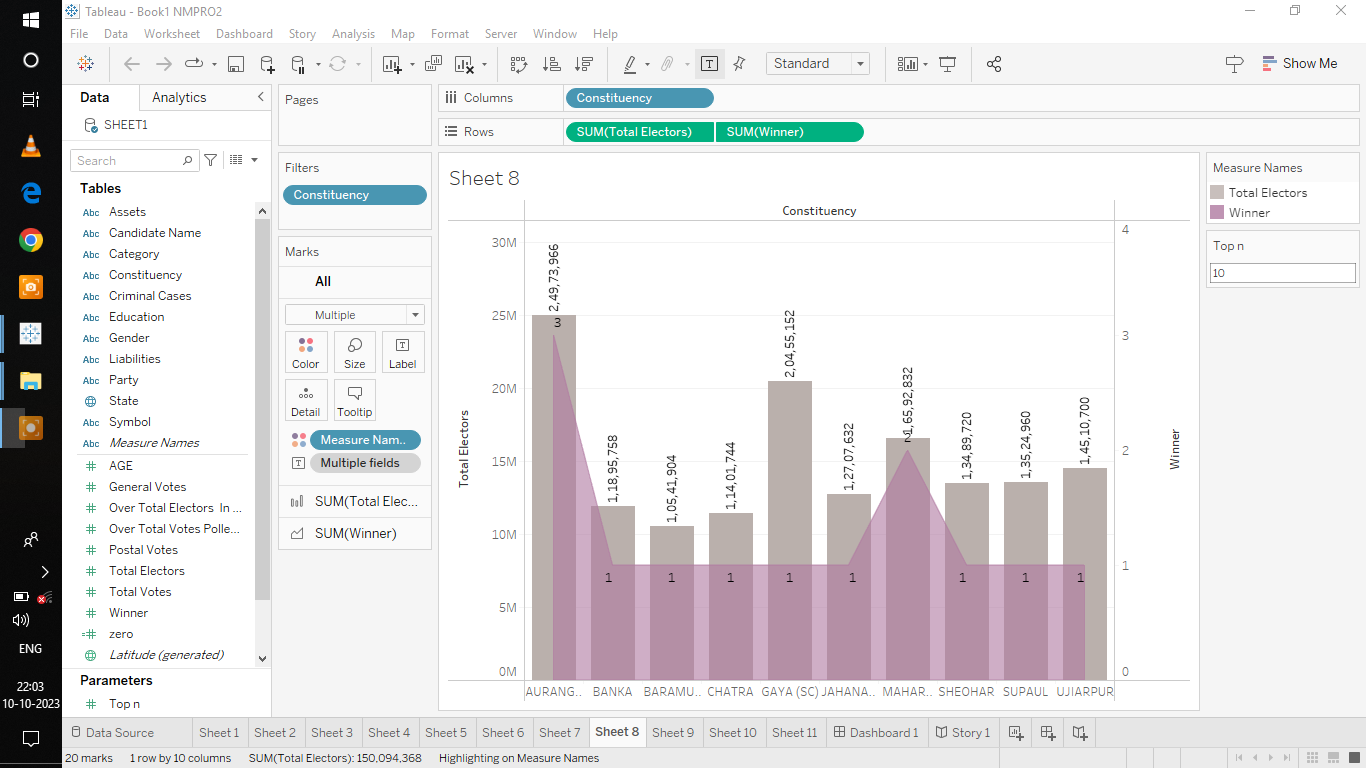 Tableau - Book1 NMPRO2
File Data Worksheet Dashboard Story Analysis Map Format Server Window Help
Standard
Show Me
Data Analytics
SHEET1
Search
Tables
Abc Assets
Abc Candidate Name
Abc Category
Abc Constituency
Abc Criminal Cases
Abc Education
Abc Gender
Abc Liabilities
Abc Party
State
Abc Symbol
Abc Measure Names
AGE
General Votes
Over Total Electors In ...
Over Total Votes Polle...
Postal Votes
Total Electors
Total Votes
Winner
zero
Latitude (generated)
Parameters
Top n
Pages
Filters
Constituency
Marks
All
Multiple
Color Size Label
Detail Tooltip
Measure Nam..
Multiple fields
SUM(Total Elec...
SUM(Winner)
Columns Constituency
Rows SUM(Total Electors) SUM(Winner)
Sheet 8
Constituency
Total Electors
30M
25M
20M
15M
10M
5M
0M
2,49,73,966
1,18,95,758
1,05,41,904
1,14,01,744
2,04,55,152
1,27,07,632
1,65,92,832
1,34,89,720
1,35,24,960
1,45,10,700
3 1 1 1 1 1 2 1 1 1
4
3
2
1
0
Winner
AURANG.. BANKA BARAMU.. CHATRA GAYA (SC) JAHANA.. MAHAR.. SHEOHAR SUPAUL UJIARPUR
Measure Names
Total Electors
Winner
Top n
10
Data Source Sheet 1 Sheet 2 Sheet 3 Sheet 4 Sheet 5 Sheet 6 Sheet 7 Sheet 8 Sheet 9 Sheet 10 Sheet 11 Dashboard 1 Story 1
20 marks 1 row by 10 columns SUM(Total Electors): 150,094,368 Highlighting on Measure Names
ENG
22:03
10-10-2023